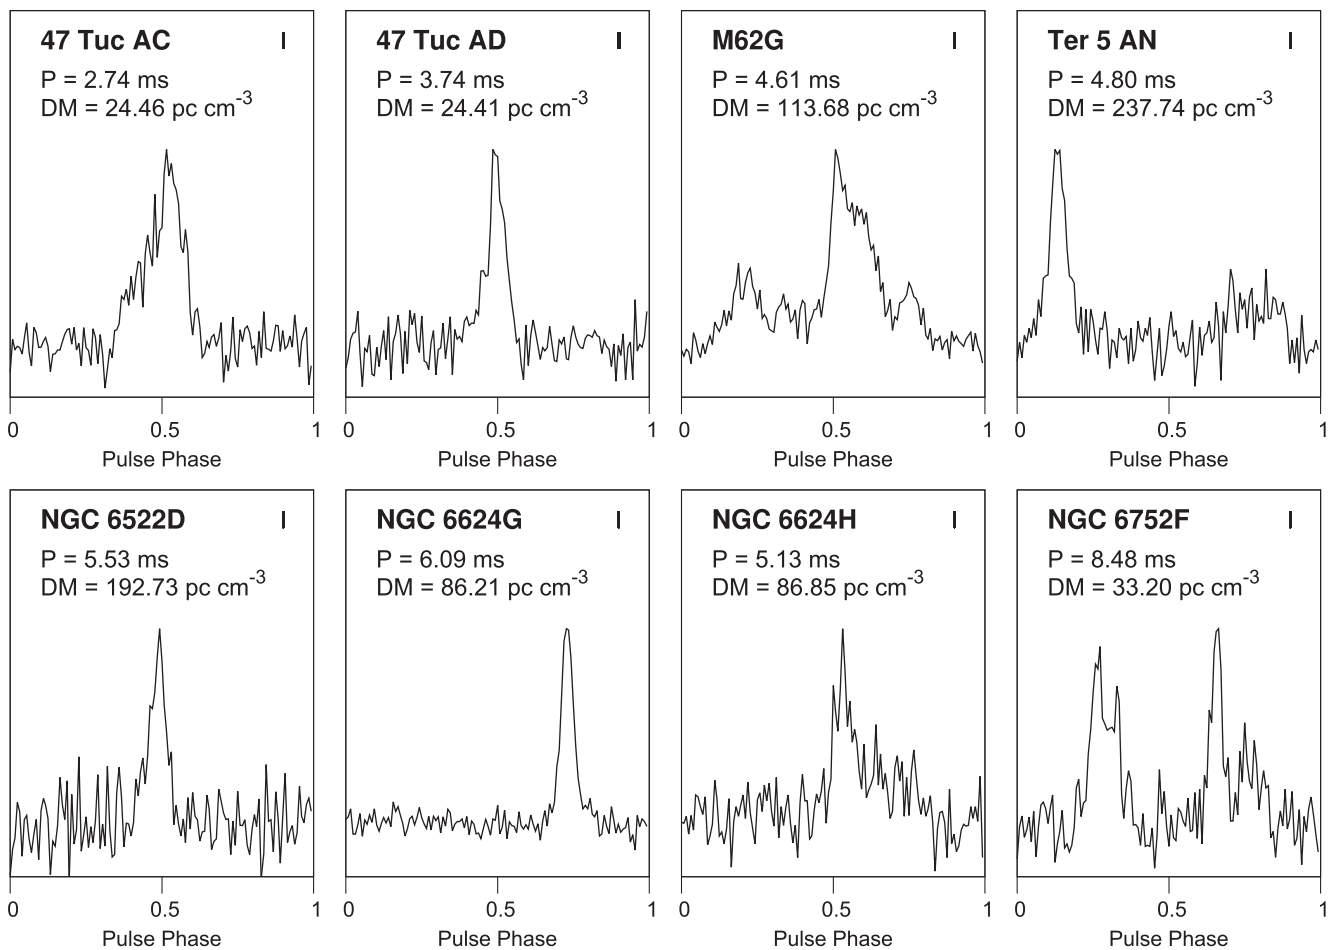 47 Tuc AC
P = 2.74 ms
DM = 24.46 pc cm-3
0 0.5 1
Pulse Phase
47 Tuc AD
P = 3.74 ms
DM = 24.41 pc cm-3
0 0.5 1
Pulse Phase
M62G
P = 4.61 ms
DM = 113.68 pc cm-3
0 0.5 1
Pulse Phase
Ter 5 AN
P = 4.80 ms
DM = 237.74 pc cm-3
0 0.5 1
Pulse Phase
NGC 6522D
P = 5.53 ms
DM = 192.73 pc cm-3
0 0.5 1
Pulse Phase
NGC 6624G
P = 6.09 ms
DM = 86.21 pc cm-3
0 0.5 1
Pulse Phase
NGC 6624H
P = 5.13 ms
DM = 86.85 pc cm-3
0 0.5 1
Pulse Phase
NGC 6752F
P = 8.48 ms
DM = 33.20 pc cm-3
0 0.5 1
Pulse Phase